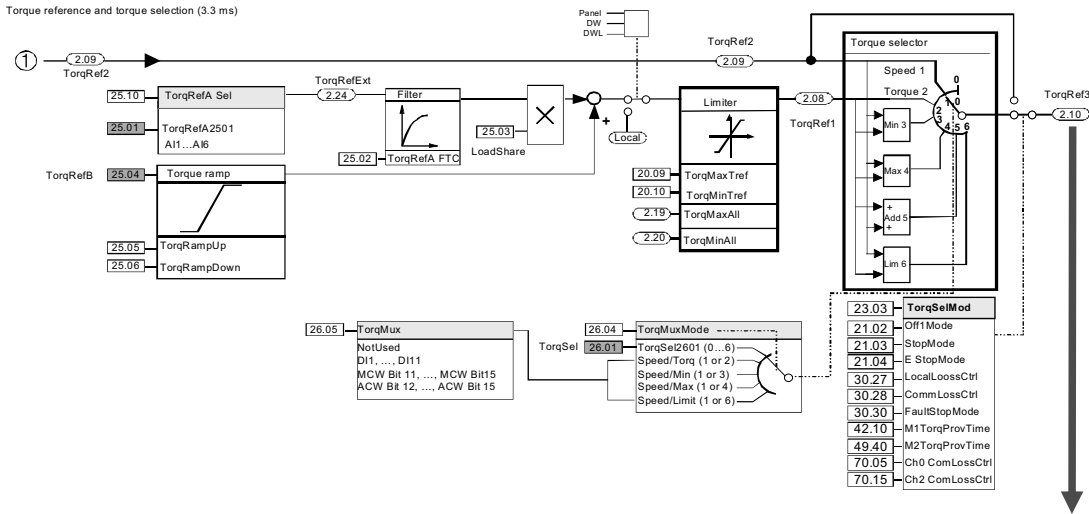 Torque reference and torque selection (3.3 ms)
Panel
DW
DWL
1
2.09
TorqRef2
TorqRef2
2.09
Torque selector
Speed 1
Torque 2
0
1
0
2
3
4 5 6
Min 3
Max 4
+
Add 5
+
Lim 6
TorqRef3
2.10
25.10
TorqRefA Sel
25.01
TorqRefA2501
AI1...AI6
TorqRefExt
2.24
Filter
25.02
TorqRefA FTC
25.03
LoadShare
+
Local
Limiter
2.08
TorqRef1
20.09
TorqMaxTref
20.10
TorqMinTref
2.19
TorqMaxAll
2.20
TorqMinAll
TorqRefB
25.04
Torque ramp
25.05
TorqRampUp
25.06
TorqRampDown
26.05
TorqMux
NotUsed
DI1, ..., DI11
MCW Bit 11, ..., MCW Bit15
ACW Bit 12, ..., ACW Bit 15
26.04
TorqMuxMode
TorqSel
26.01
TorqSel2601 (0...6)
Speed/Torq (1 or 2)
Speed/Min (1 or 3)
Speed/Max (1 or 4)
Speed/Limit (1 or 6)
23.03
TorqSelMod
21.02
Off1Mode
21.03
StopMode
21.04
E StopMode
30.27
LocalLoossCtrl
30.28
CommLossCtrl
30.30
FaultStopMode
42.10
M1TorqProvTime
49.40
M2TorqProvTime
70.05
Ch0 ComLossCtrl
70.15
Ch2 ComLossCtrl